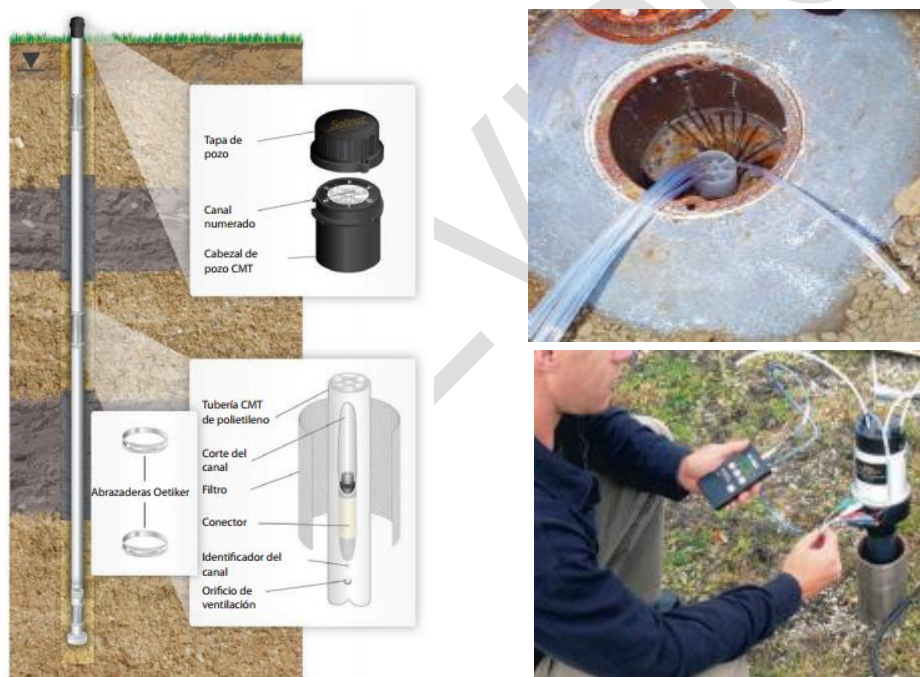 Solinst
Tapa de
pozo
Canal
numerado
Cabezal de
pozo CMT
Tubería CMT
de polietileno
Corte del
canal
Filtro
Abrazaderas Oetiker
Conector
Identificador del
canal
Orificio de
ventilación